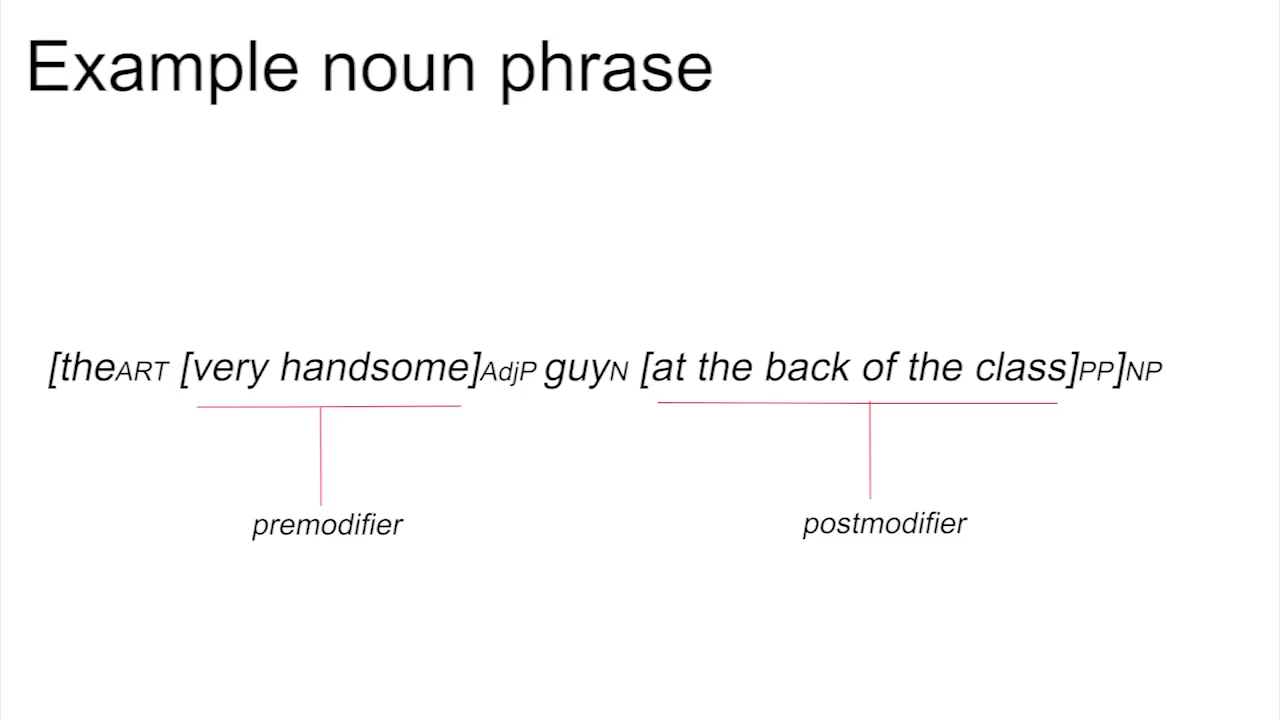 Example noun phrase
[theART [very handsome]AdjP guyN [at the back of the class]PP]NP
premodifier
postmodifier